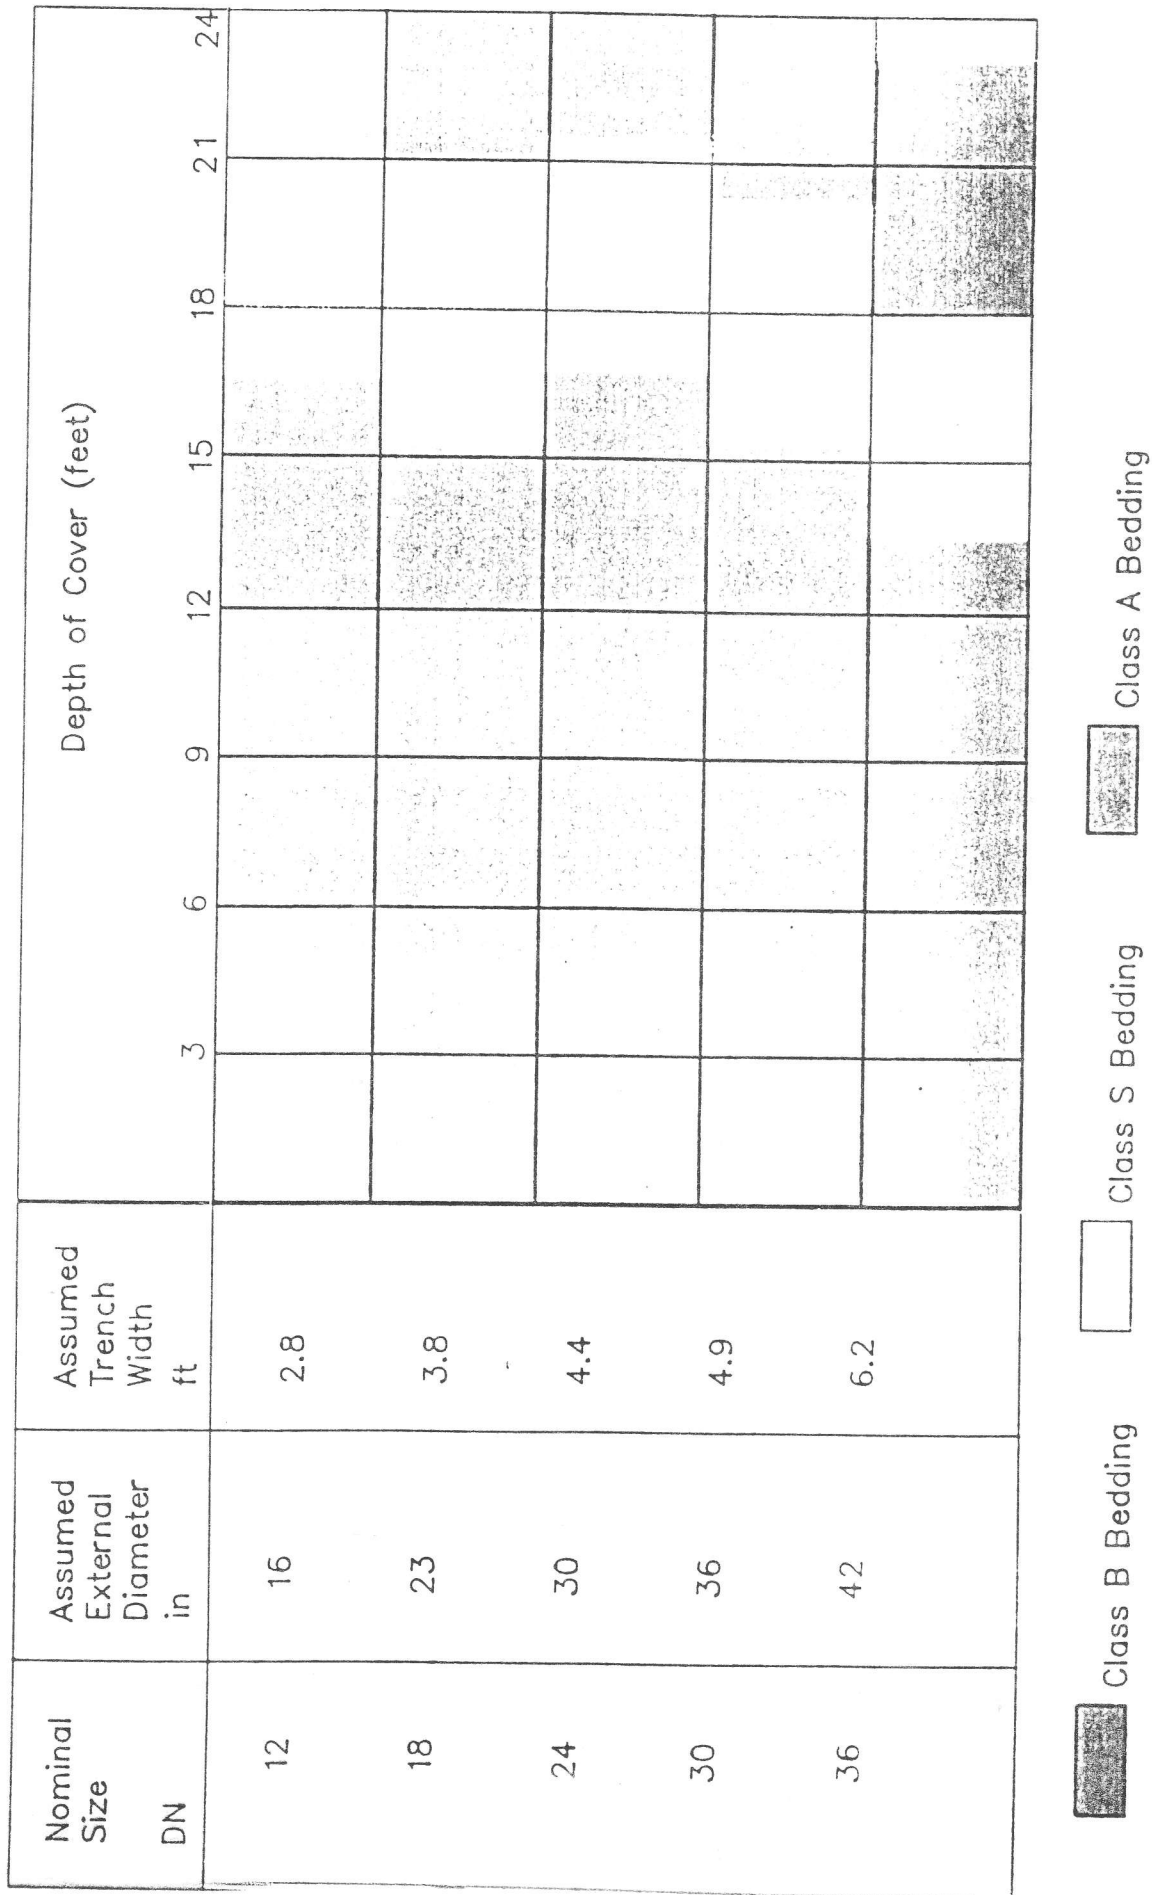 Nominal
Size
DN
Assumed
External
Diameter
in
Assumed
Trench
Width
ft
Depth of Cover (feet)
3 6 9 12 15 18 21 24
12 16 2.8
18 23 3.8
24 30 4.4
30 36 4.9
36 42 6.2
Class B Bedding
Class S Bedding
Class A Bedding